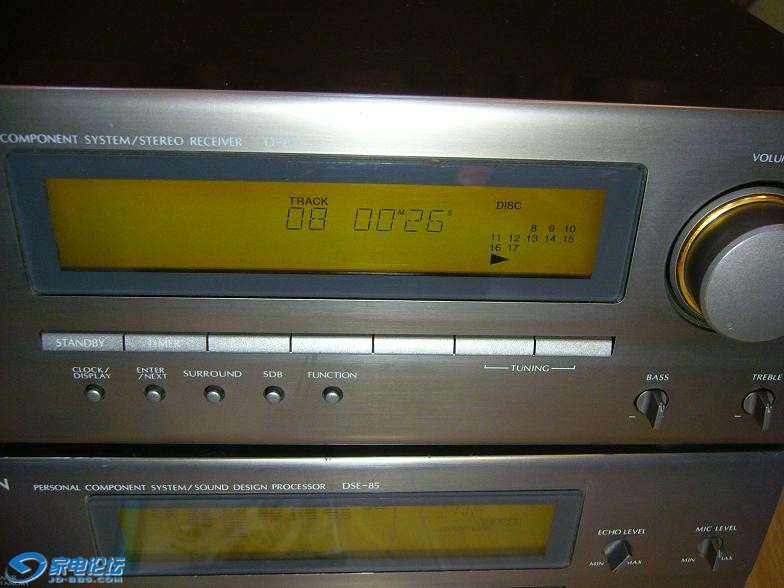 COMPONENT SYSTEM/STEREO RECEIVER
VOLU
TRACK
08 00M26S
DISC
8 9 10
11 12 13 14 15
16 17
STANDBY TIMER
TUNING
CLOCK/
DISPLAY
ENTER
/NEXT
SURROUND SDB FUNCTION
BASS TREBLE
N PERSONAL COMPONENT SYSTEM/SOUND DESIGN PROCESSOR DSE-85
ECHO LEVEL
MIN MAX
MIC LEVEL
MIN MAX
家电论坛
JD-BBS.COM